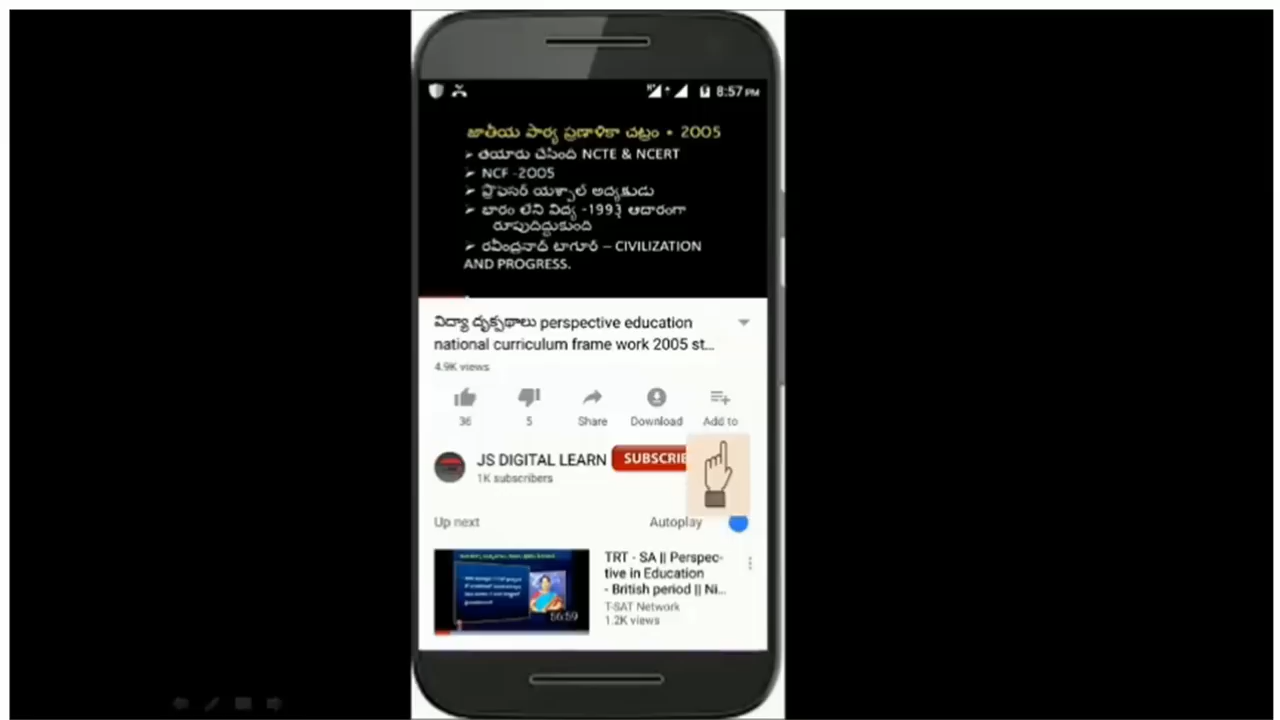 8:57 PM
జాతీయ పాఠ్య ప్రణాళికా చట్రం • 2005
➢ తయారు చేసింది NCTE & NCERT
➢ NCF -2005
➢ ప్రొఫెసర్ యశ్పాల్ అధ్యక్షుడు
➢ భారం లేని విద్య -1993 ఆదారంగా
రూపుదిద్దుకుంది
➢ రవీంద్రనాథ్ టాగూర్ – CIVILIZATION
AND PROGRESS.
విద్యా దృక్పథాలు perspective education
national curriculum frame work 2005 st...
4.9K views
36 5 Share Download Add to
JS DIGITAL LEARN SUBSCRIBE
1K subscribers
Up next Autoplay
TRT - SA || Perspec-
tive in Education
- British period || Ni...
T-SAT Network
1.2K views
56:59